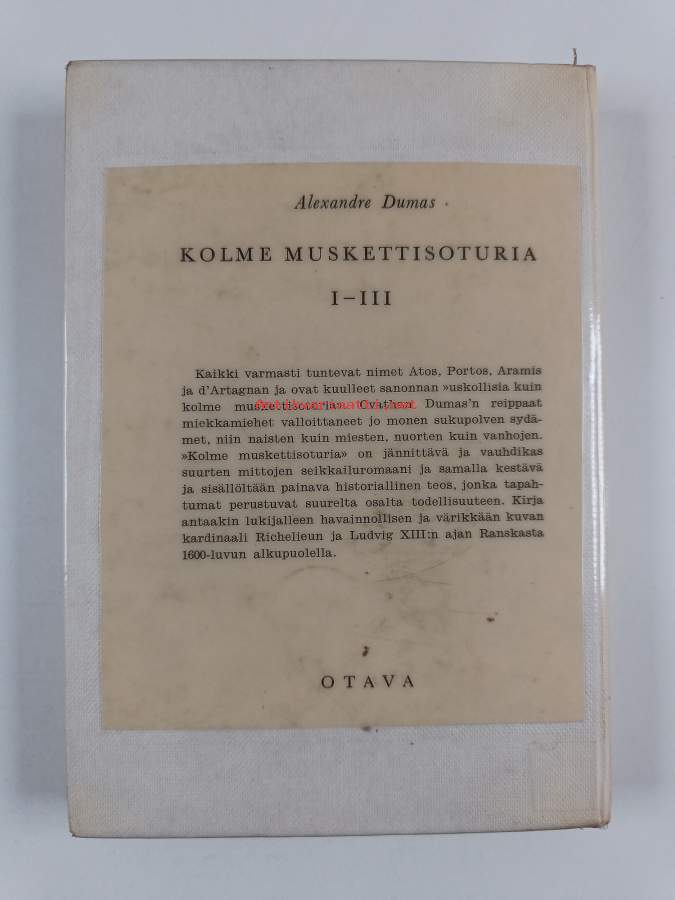 Alexandre Dumas
KOLME MUSKETTISOTURIA
I–III
Kaikki varmasti tuntevat nimet Atos, Portos, Aramis
ja d'Artagnan ja ovat kuulleet sanonnan »uskollisia kuin
kolme muskettisoturia». Ovathan Dumas'n reippaat
Antikvariaatti.net
miekkamiehet valloittaneet jo monen sukupolven sydä-
met, niin naisten kuin miesten, nuorten kuin vanhojen.
»Kolme muskettisoturia» on jännittävä ja vauhdikas
suurten mittojen seikkailuromaani ja samalla kestävä
ja sisällöltään painava historiallinen teos, jonka tapah-
tumat perustuvat suurelta osalta todellisuuteen. Kirja
antaakin lukijalleen havainnollisen ja värikkään kuvan
kardinaali Richelieun ja Ludvig XIII:n ajan Ranskasta
1600-luvun alkupuolella.
OTAVA